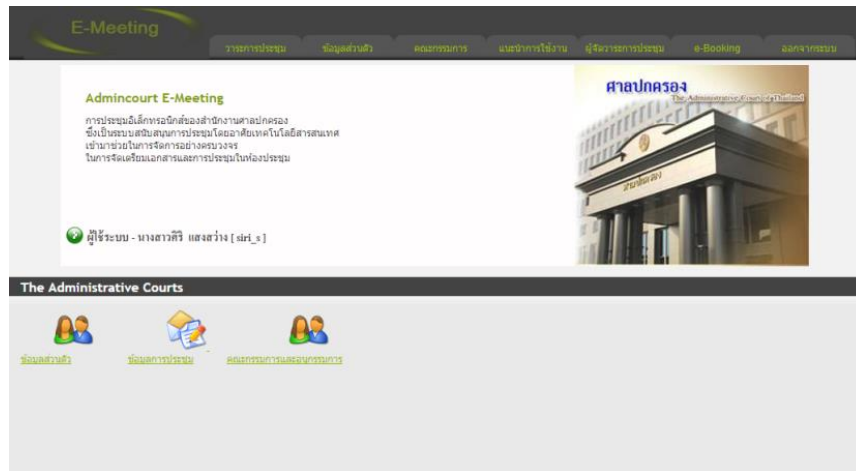 E-Meeting
วาระการประชุม ข้อมูลส่วนตัว คณะกรรมการ แนะนำการใช้งาน ผู้จัดวาระการประชุม e-Booking ออกจากระบบ
Admincourt E-Meeting
การประชุมอิเล็กทรอนิกส์ของสำนักงานศาลปกครอง
ซึ่งเป็นระบบสนับสนุนการประชุมโดยอาศัยเทคโนโลยีสารสนเทศ
เข้ามาช่วยในการจัดการอย่างครบวงจร
ในการจัดเตรียมเอกสารและการประชุมในห้องประชุม
ศาลปกครอง
The Administrative Courts of Thailand
ศาลปกครอง
ผู้ใช้ระบบ - นางสาวศิริ แสงสว่าง [ siri_s ]
The Administrative Courts
ข้อมูลส่วนตัว ข้อมูลการประชุม คณะกรรมการและอนุกรรมการ